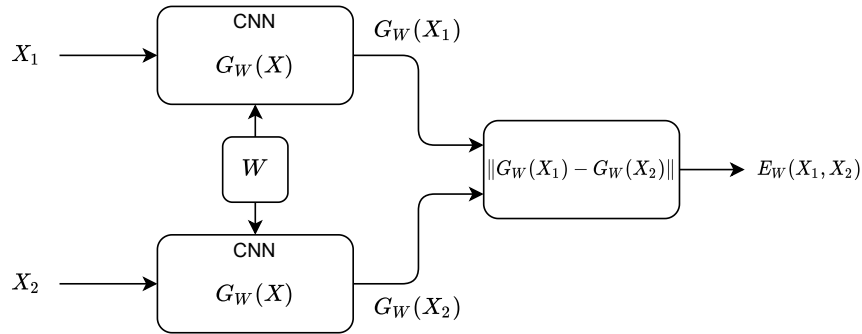 CNN
G_W(X_1)
X_1
G_W(X)
W
‖G_W(X_1) − G_W(X_2)‖
E_W(X_1, X_2)
CNN
X_2
G_W(X)
G_W(X_2)